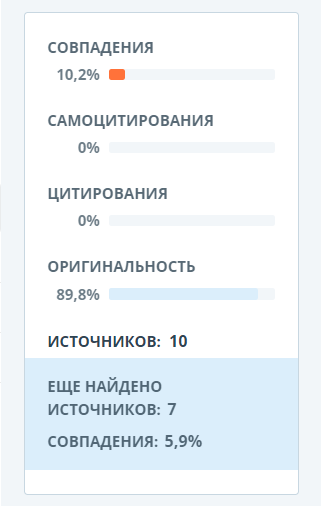 СОВПАДЕНИЯ
10,2%
САМОЦИТИРОВАНИЯ
0%
ЦИТИРОВАНИЯ
0%
ОРИГИНАЛЬНОСТЬ
89,8%
ИСТОЧНИКОВ: 10
ЕЩЕ НАЙДЕНО
ИСТОЧНИКОВ: 7
СОВПАДЕНИЯ: 5,9%